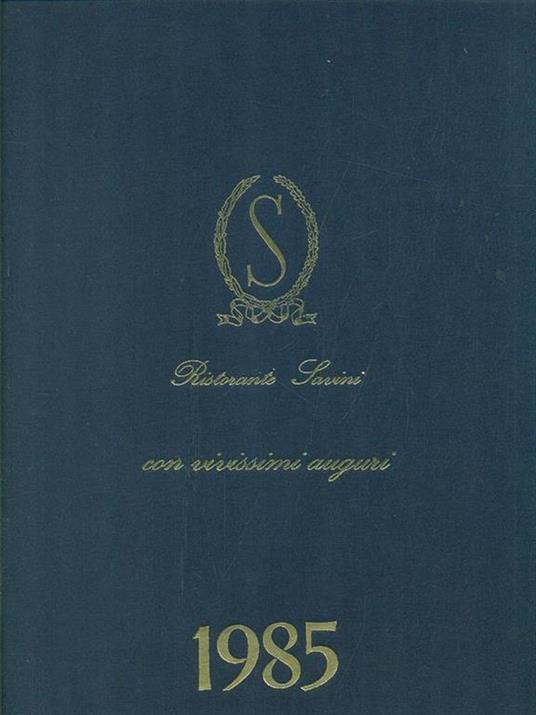 S
Ristorante Savini
con vivissimi auguri
1985